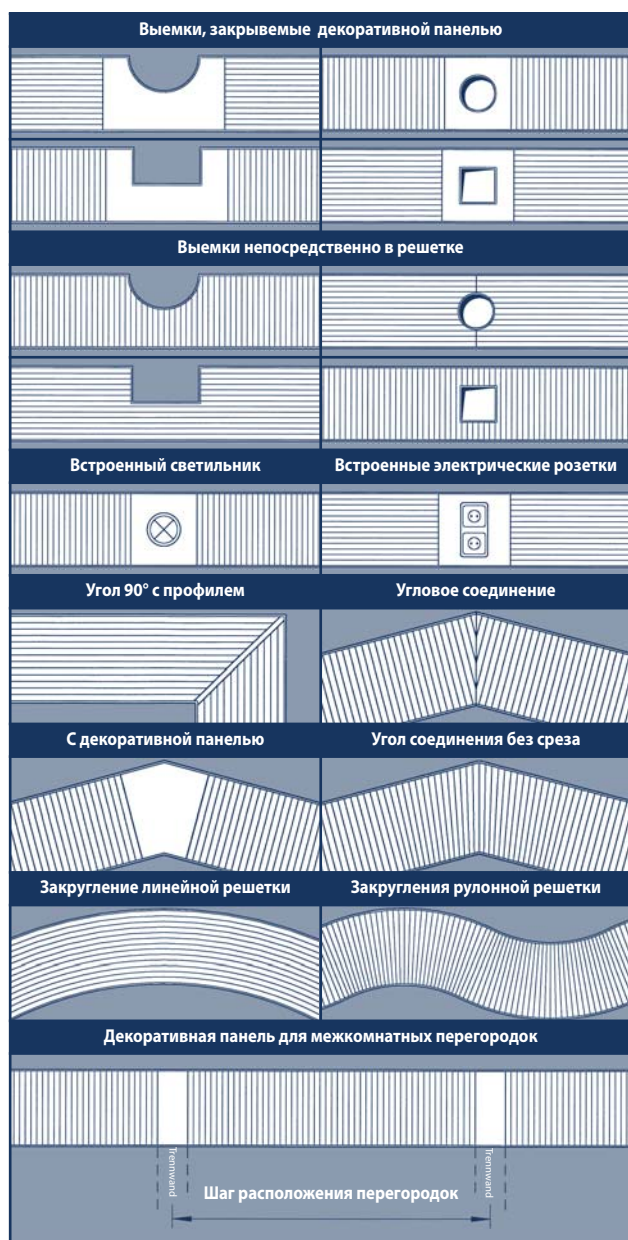 Выемки, закрывемые декоративной панелью
Выемки непосредственно в решетке
Встроенный светильник
Встроенные электрические розетки
Угол 90° с профилем
Угловое соединение
С декоративной панелью
Угол соединения без среза
Закругление линейной решетки
Закругления рулонной решетки
Декоративная панель для межкомнатных перегородок
Trennwand
Trennwand
Шаг расположения перегородок